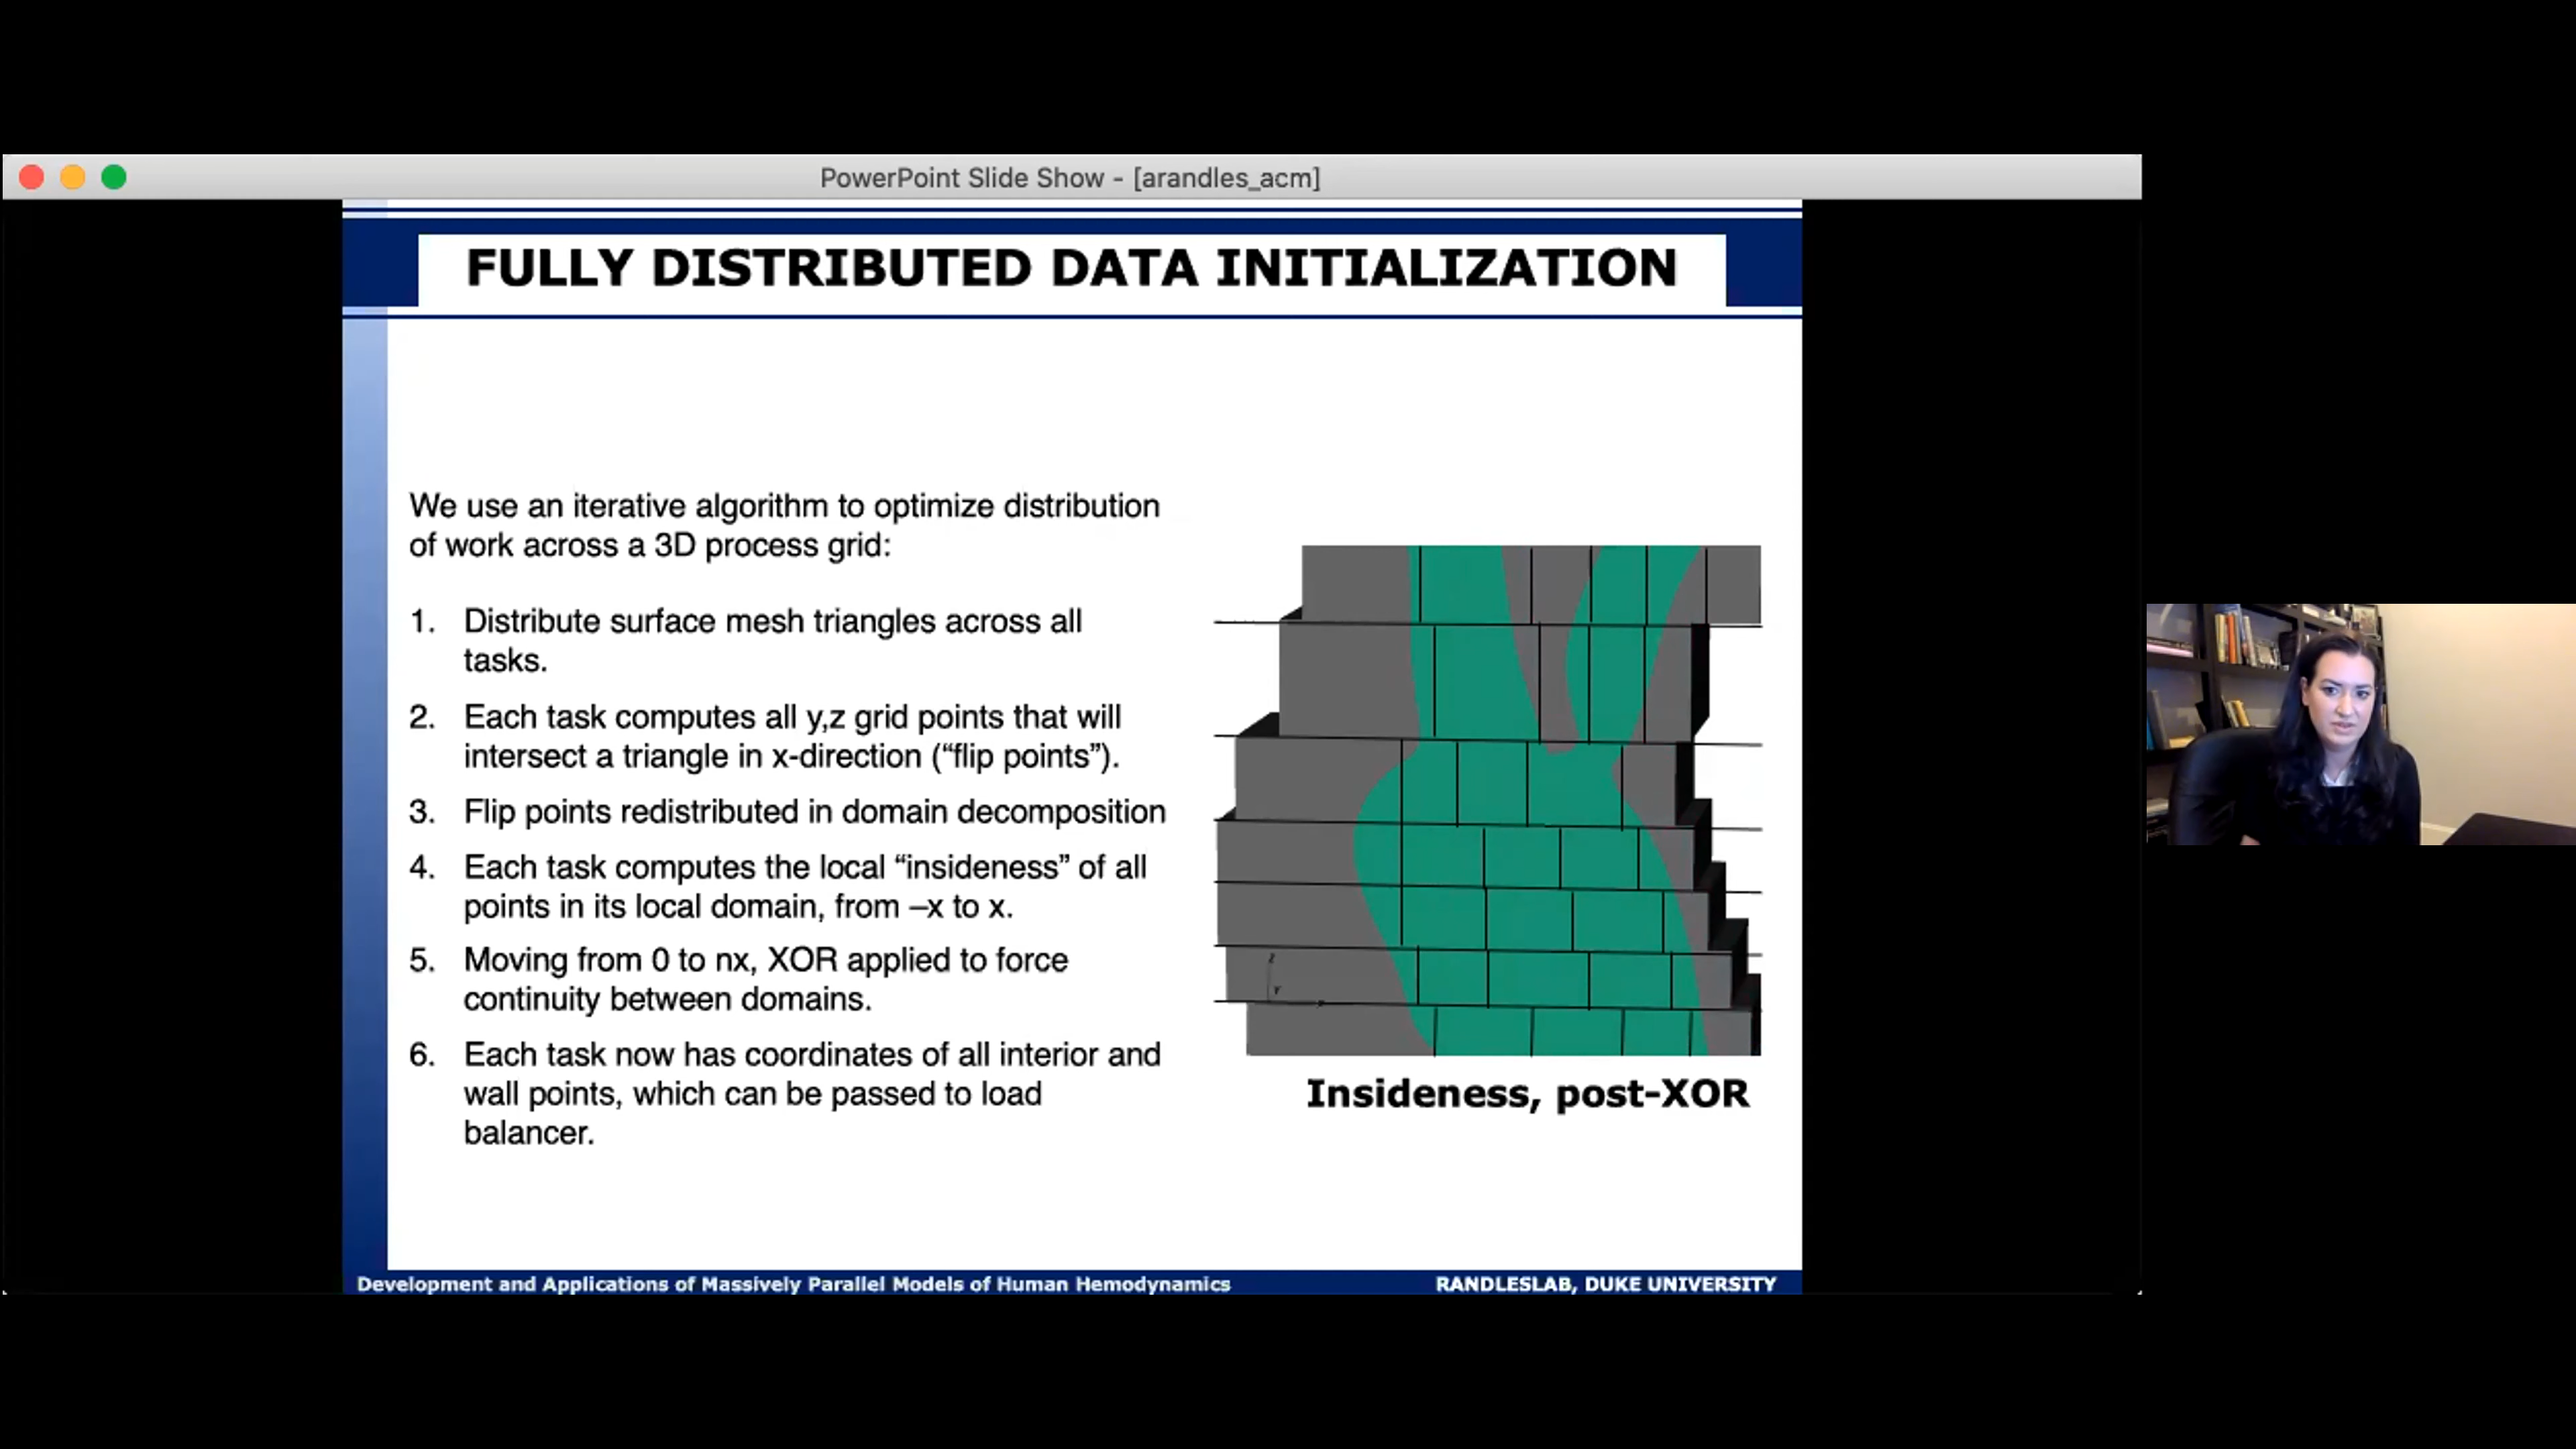 PowerPoint Slide Show - [arandles_acm]
FULLY DISTRIBUTED DATA INITIALIZATION
We use an iterative algorithm to optimize distribution
of work across a 3D process grid:
1. Distribute surface mesh triangles across all
tasks.
2. Each task computes all y,z grid points that will
intersect a triangle in x-direction (“flip points”).
3. Flip points redistributed in domain decomposition
4. Each task computes the local “insideness” of all
points in its local domain, from –x to x.
5. Moving from 0 to nx, XOR applied to force
continuity between domains.
6. Each task now has coordinates of all interior and
wall points, which can be passed to load
balancer.
Z
Y
Insideness, post-XOR
Development and Applications of Massively Parallel Models of Human Hemodynamics
RANDLESLAB, DUKE UNIVERSITY